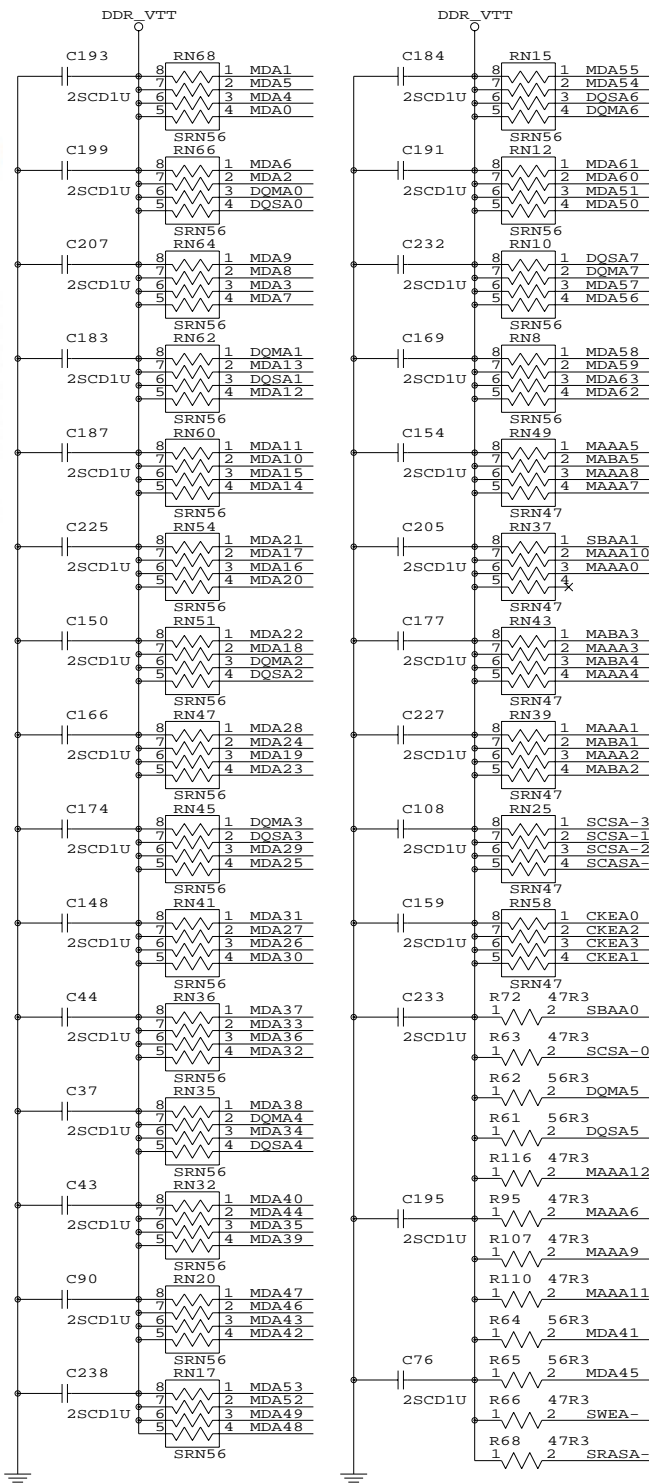 DDR_VTT
C193 RN68
8 1 MDA1
7 2 MDA5
2SCD1U 6 3 MDA4
5 4 MDA0
SRN56
C199 RN66
8 1 MDA6
7 2 MDA2
2SCD1U 6 3 DQMA0
5 4 DQSA0
SRN56
C207 RN64
8 1 MDA9
7 2 MDA8
2SCD1U 6 3 MDA3
5 4 MDA7
SRN56
C183 RN62
8 1 DQMA1
7 2 MDA13
2SCD1U 6 3 DQSA1
5 4 MDA12
SRN56
C187 RN60
8 1 MDA11
7 2 MDA10
2SCD1U 6 3 MDA15
5 4 MDA14
SRN56
C225 RN54
8 1 MDA21
7 2 MDA17
2SCD1U 6 3 MDA16
5 4 MDA20
SRN56
C150 RN51
8 1 MDA22
7 2 MDA18
2SCD1U 6 3 DQMA2
5 4 DQSA2
SRN56
C166 RN47
8 1 MDA28
7 2 MDA24
2SCD1U 6 3 MDA19
5 4 MDA23
SRN56
C174 RN45
8 1 DQMA3
7 2 DQSA3
2SCD1U 6 3 MDA29
5 4 MDA25
SRN56
C148 RN41
8 1 MDA31
7 2 MDA27
2SCD1U 6 3 MDA26
5 4 MDA30
SRN56
C44 RN36
8 1 MDA37
7 2 MDA33
2SCD1U 6 3 MDA36
5 4 MDA32
SRN56
C37 RN35
8 1 MDA38
7 2 DQMA4
2SCD1U 6 3 MDA34
5 4 DQSA4
SRN56
C43 RN32
8 1 MDA40
7 2 MDA44
2SCD1U 6 3 MDA35
5 4 MDA39
SRN56
C90 RN20
8 1 MDA47
7 2 MDA46
2SCD1U 6 3 MDA43
5 4 MDA42
SRN56
C238 RN17
8 1 MDA53
7 2 MDA52
2SCD1U 6 3 MDA49
5 4 MDA48
SRN56
DDR_VTT
C184 RN15
8 1 MDA55
7 2 MDA54
2SCD1U 6 3 DQSA6
5 4 DQMA6
SRN56
C191 RN12
8 1 MDA61
7 2 MDA60
2SCD1U 6 3 MDA51
5 4 MDA50
SRN56
C232 RN10
8 1 DQSA7
7 2 DQMA7
2SCD1U 6 3 MDA57
5 4 MDA56
SRN56
C169 RN8
8 1 MDA58
7 2 MDA59
2SCD1U 6 3 MDA63
5 4 MDA62
SRN56
C154 RN49
8 1 MAAA5
7 2 MABA5
2SCD1U 6 3 MAAA8
5 4 MAAA7
SRN47
C205 RN37
8 1 SBAA1
7 2 MAAA10
2SCD1U 6 3 MAAA0
5 4
SRN47
C177 RN43
8 1 MABA3
7 2 MAAA3
2SCD1U 6 3 MABA4
5 4 MAAA4
SRN47
C227 RN39
8 1 MAAA1
7 2 MABA1
2SCD1U 6 3 MAAA2
5 4 MABA2
SRN47
C108 RN25
8 1 SCSA-3
7 2 SCSA-1
2SCD1U 6 3 SCSA-2
5 4 SCASA-
SRN47
C159 RN58
8 1 CKEA0
7 2 CKEA2
2SCD1U 6 3 CKEA3
5 4 CKEA1
SRN47
C233 R72 47R3
1 2 SBAA0
2SCD1U R63 47R3
1 2 SCSA-0
R62 56R3
1 2 DQMA5
R61 56R3
1 2 DQSA5
R116 47R3
1 2 MAAA12
C195 R95 47R3
1 2 MAAA6
2SCD1U R107 47R3
1 2 MAAA9
R110 47R3
1 2 MAAA11
R64 56R3
1 2 MDA41
C76 R65 56R3
1 2 MDA45
2SCD1U R66 47R3
1 2 SWEA-
R68 47R3
1 2 SRASA-